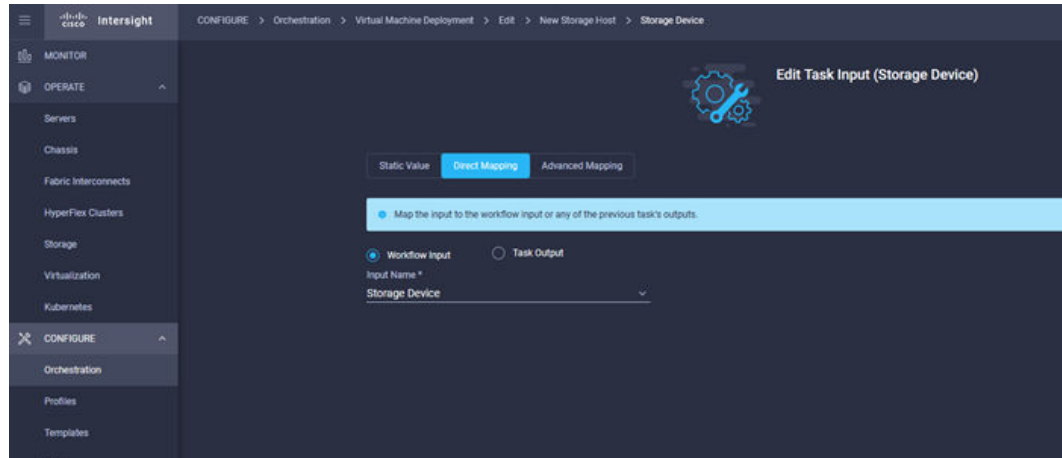 cisco Intersight
CONFIGURE > Orchestration > Virtual Machine Deployment > Edit > New Storage Host > Storage Device
MONITOR
OPERATE
Servers
Chassis
Fabric Interconnects
HyperFlex Clusters
Storage
Virtualization
Kubernetes
CONFIGURE
Orchestration
Profiles
Templates
Edit Task Input (Storage Device)
Static Value Direct Mapping Advanced Mapping
Map the input to the workflow input or any of the previous task's outputs.
Workflow Input Task Output
Input Name *
Storage Device